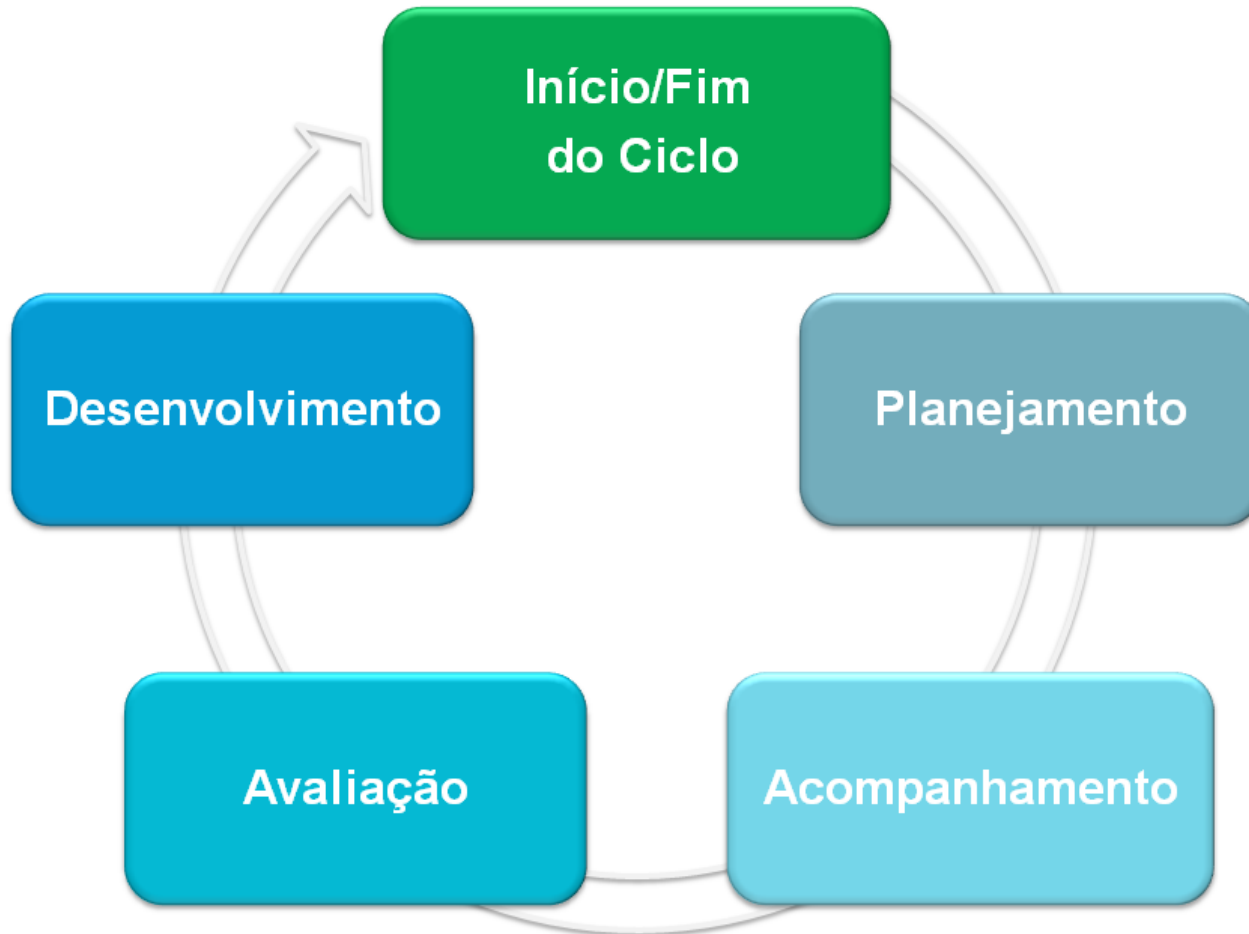 Início/Fim
do Ciclo
Planejamento
Acompanhamento
Avaliação
Desenvolvimento